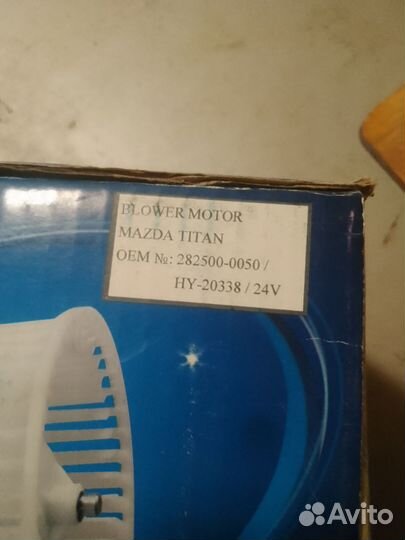 BLOWER MOTOR
MAZDA TITAN
OEM №: 282500-0050 /
HY-20338 / 24V
Avito